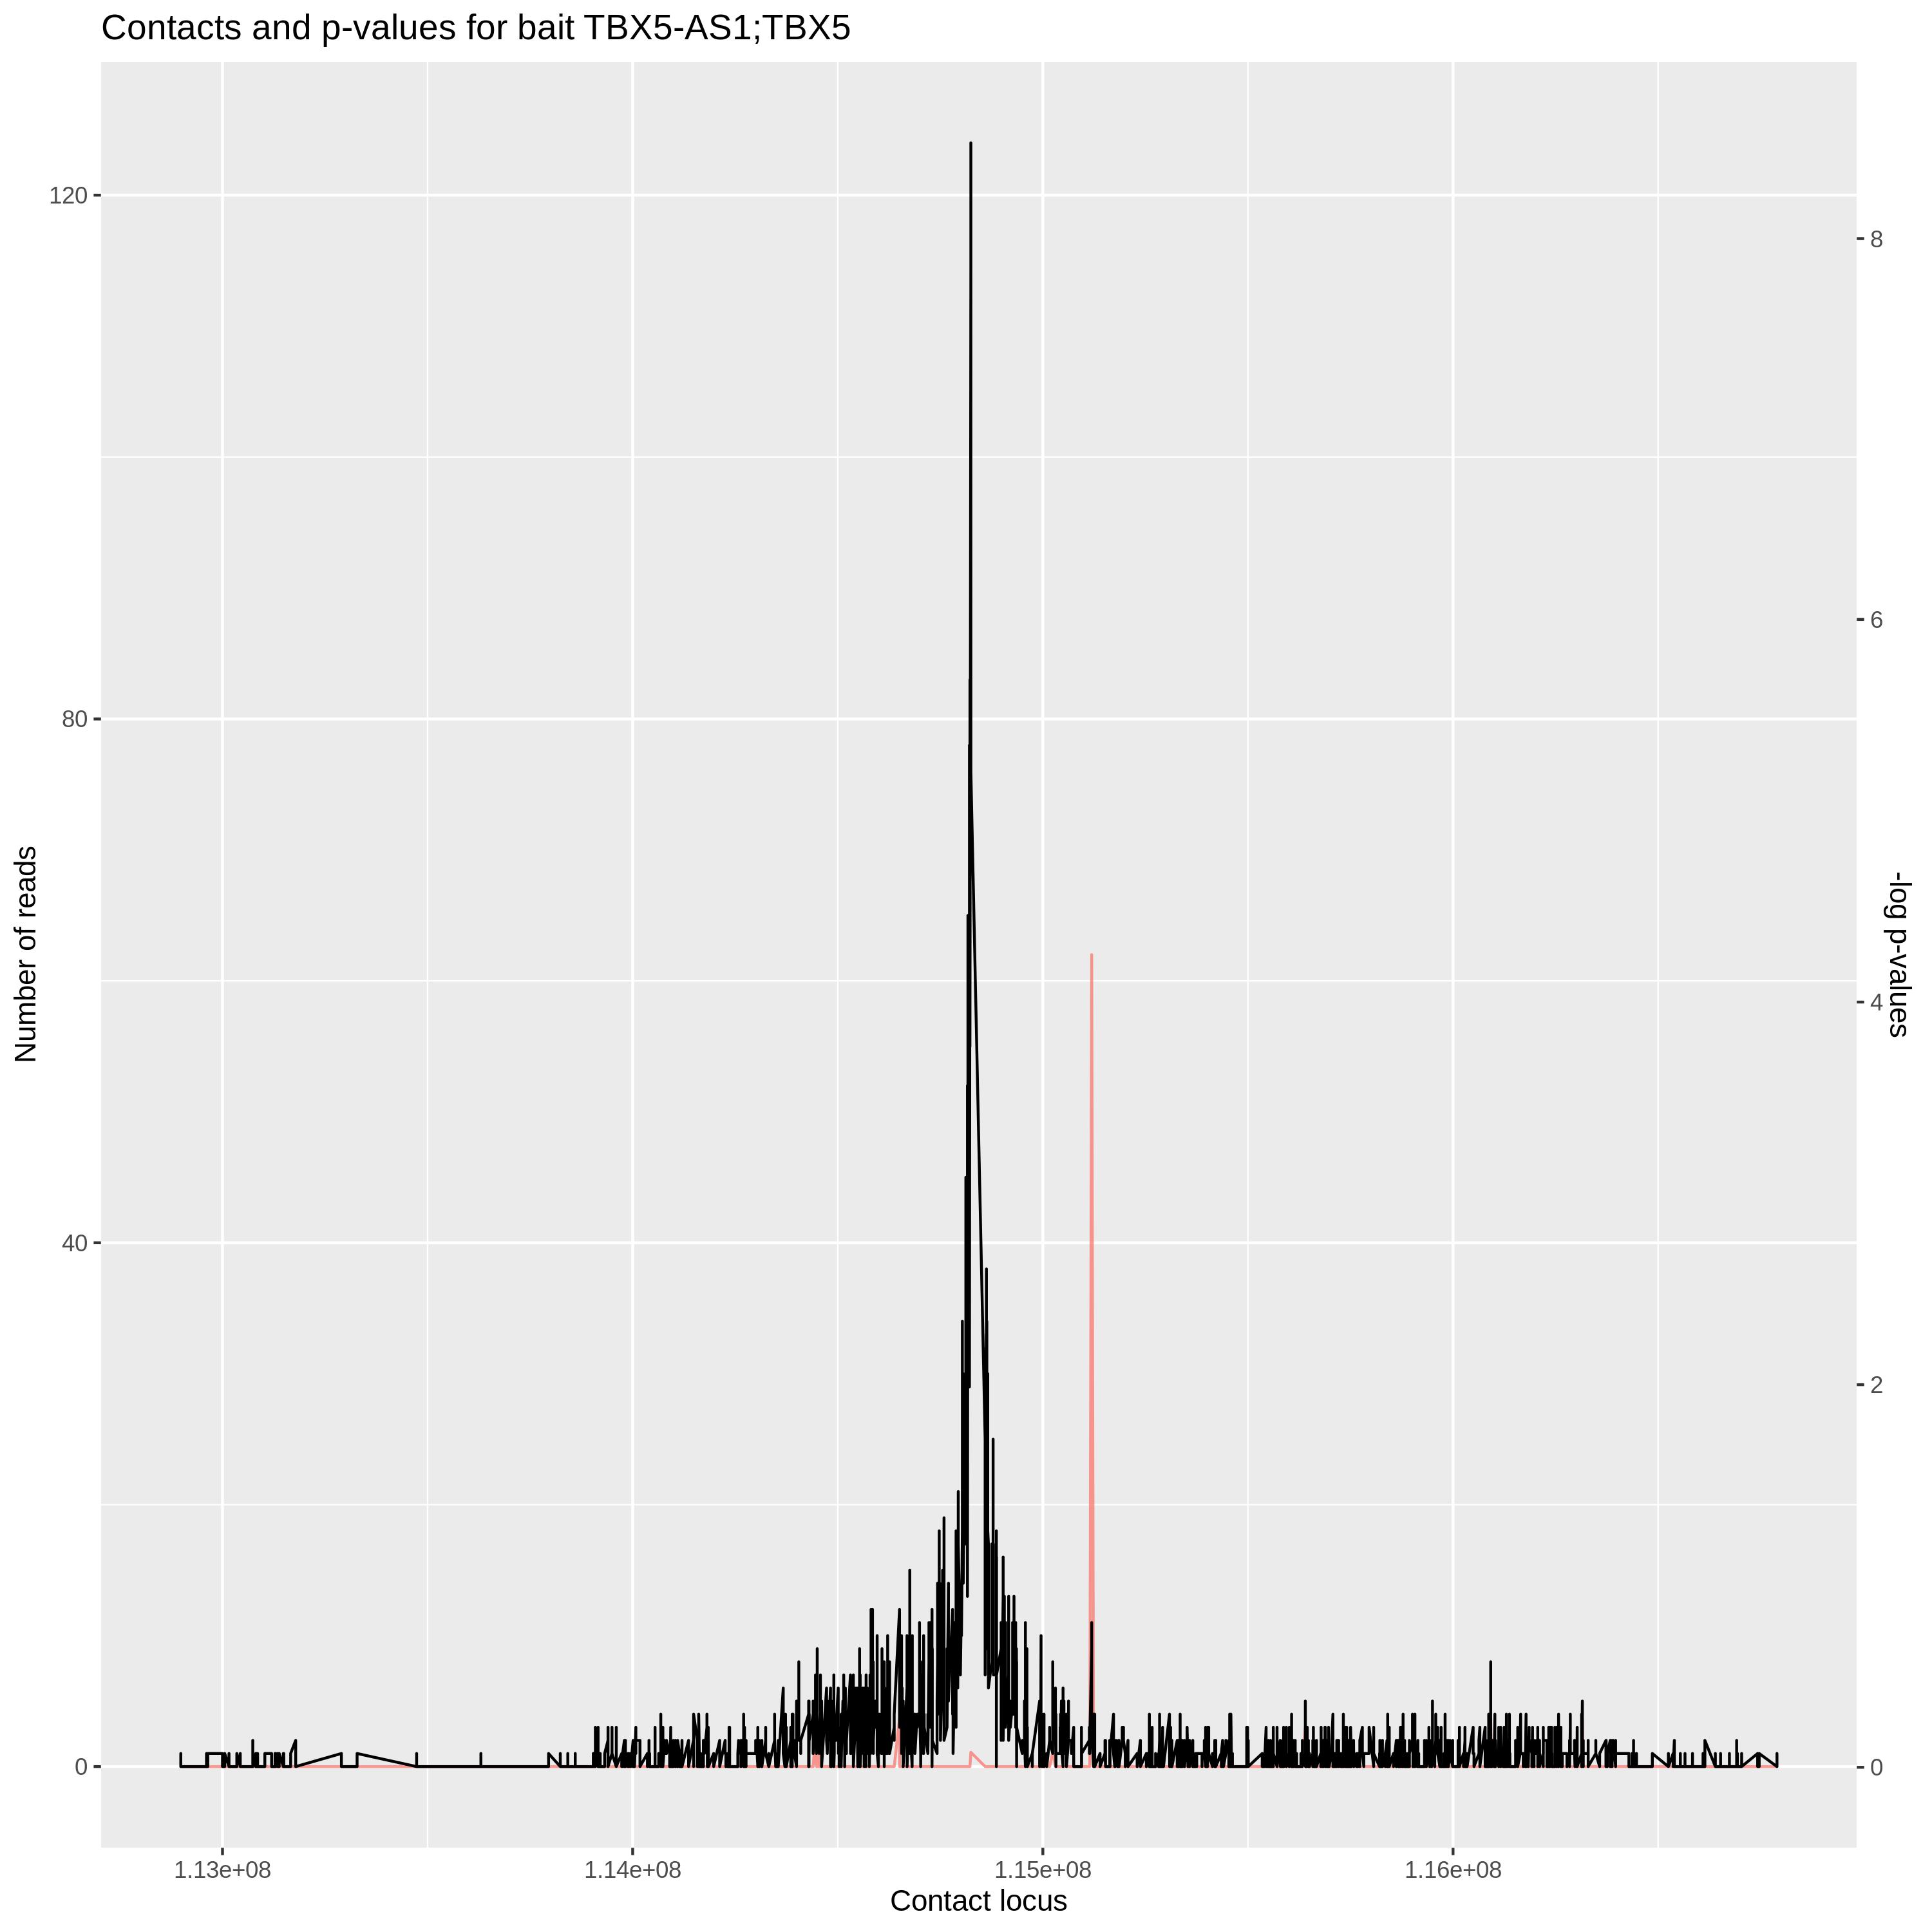 Contacts and p-values for bait TBX5-AS1;TBX5
120
80
40
0
8
6
4
2
0
Number of reads
-log p-values
1.13e+08
1.14e+08
1.15e+08
1.16e+08
Contact locus